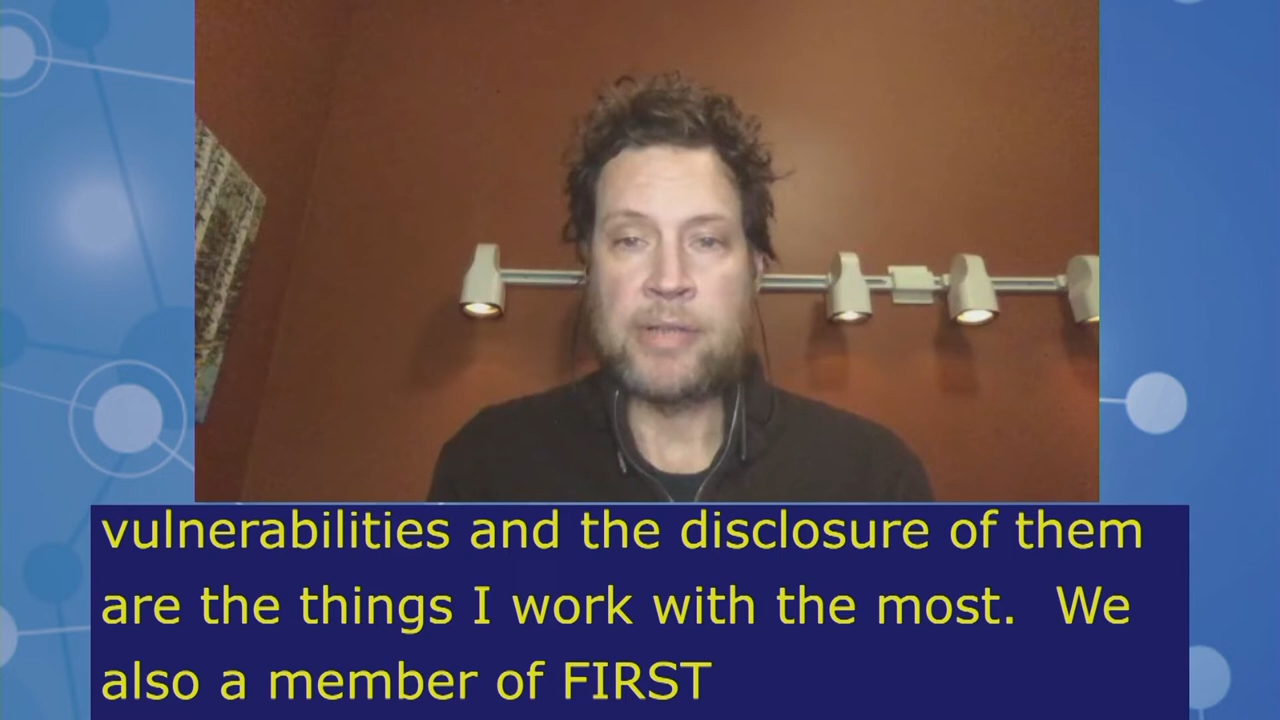 vulnerabilities and the disclosure of them
are the things I work with the most.  We
also a member of FIRST